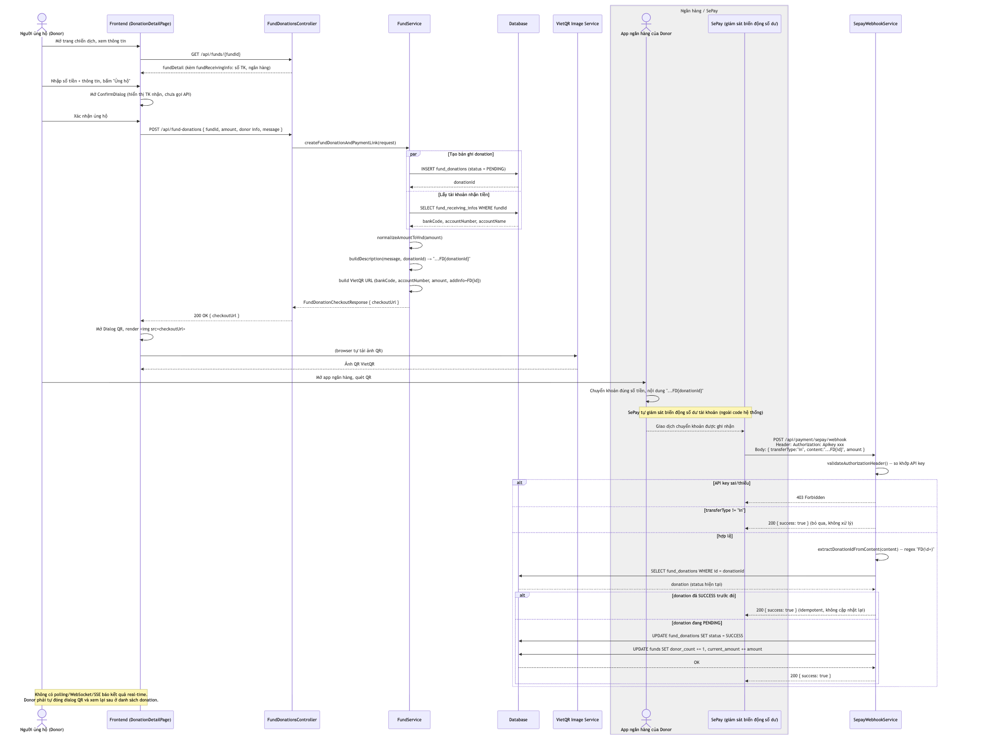 Ngân hàng / SePay
Người ủng hộ (Donor)
Frontend (DonationDetailPage)
FundDonationsController
FundService
Database
VietQR Image Service
App ngân hàng của Donor
SePay (giám sát biến động số dư)
SepayWebhookService
Mở trang chiến dịch, xem thông tin
GET /api/funds/{fundId}
fundDetail (kèm fundReceivingInfo: số TK, ngân hàng)
Nhập số tiền + thông tin, bấm "Ủng hộ"
Mở ConfirmDialog (hiển thị TK nhận, chưa gọi API)
Xác nhận ủng hộ
POST /api/fund-donations { fundId, amount, donor info, message }
createFundDonationAndPaymentLink(request)
par
[Tạo bản ghi donation]
INSERT fund_donations (status = PENDING)
donationId
[Lấy tài khoản nhận tiền]
SELECT fund_receiving_infos WHERE fundId
bankCode, accountNumber, accountName
normalizeAmountToVnd(amount)
buildDescription(message, donationId) → "...FD{donationId}"
build VietQR URL (bankCode, accountNumber, amount, addInfo=FD{id})
FundDonationCheckoutResponse { checkoutUrl }
200 OK { checkoutUrl }
Mở Dialog QR, render <img src=checkoutUrl>
(browser tự tải ảnh QR)
Ảnh QR VietQR
Mở app ngân hàng, quét QR
Chuyển khoản đúng số tiền, nội dung "...FD{donationId}"
SePay tự giám sát biến động số dư tài khoản (ngoài code hệ thống)
Giao dịch chuyển khoản được ghi nhận
POST /api/payment/sepay/webhook
Header: Authorization: Apikey xxx
Body: { transferType:"in", content:"...FD{id}", amount }
validateAuthorizationHeader() — so khớp API key
alt
[API key sai/thiếu]
403 Forbidden
[transferType != "in"]
200 { success: true } (bỏ qua, không xử lý)
[hợp lệ]
extractDonationIdFromContent(content) — regex "FD(\d+)"
SELECT fund_donations WHERE id = donationId
donation (status hiện tại)
alt
[donation đã SUCCESS trước đó]
200 { success: true } (idempotent, không cập nhật lại)
[donation đang PENDING]
UPDATE fund_donations SET status = SUCCESS
UPDATE funds SET donor_count += 1, current_amount += amount
OK
200 { success: true }
Không có polling/WebSocket/SSE báo kết quả real-time.
Donor phải tự đóng dialog QR và xem lại sau ở danh sách donation.
Người ủng hộ (Donor)
Frontend (DonationDetailPage)
FundDonationsController
FundService
Database
VietQR Image Service
App ngân hàng của Donor
SePay (giám sát biến động số dư)
SepayWebhookService